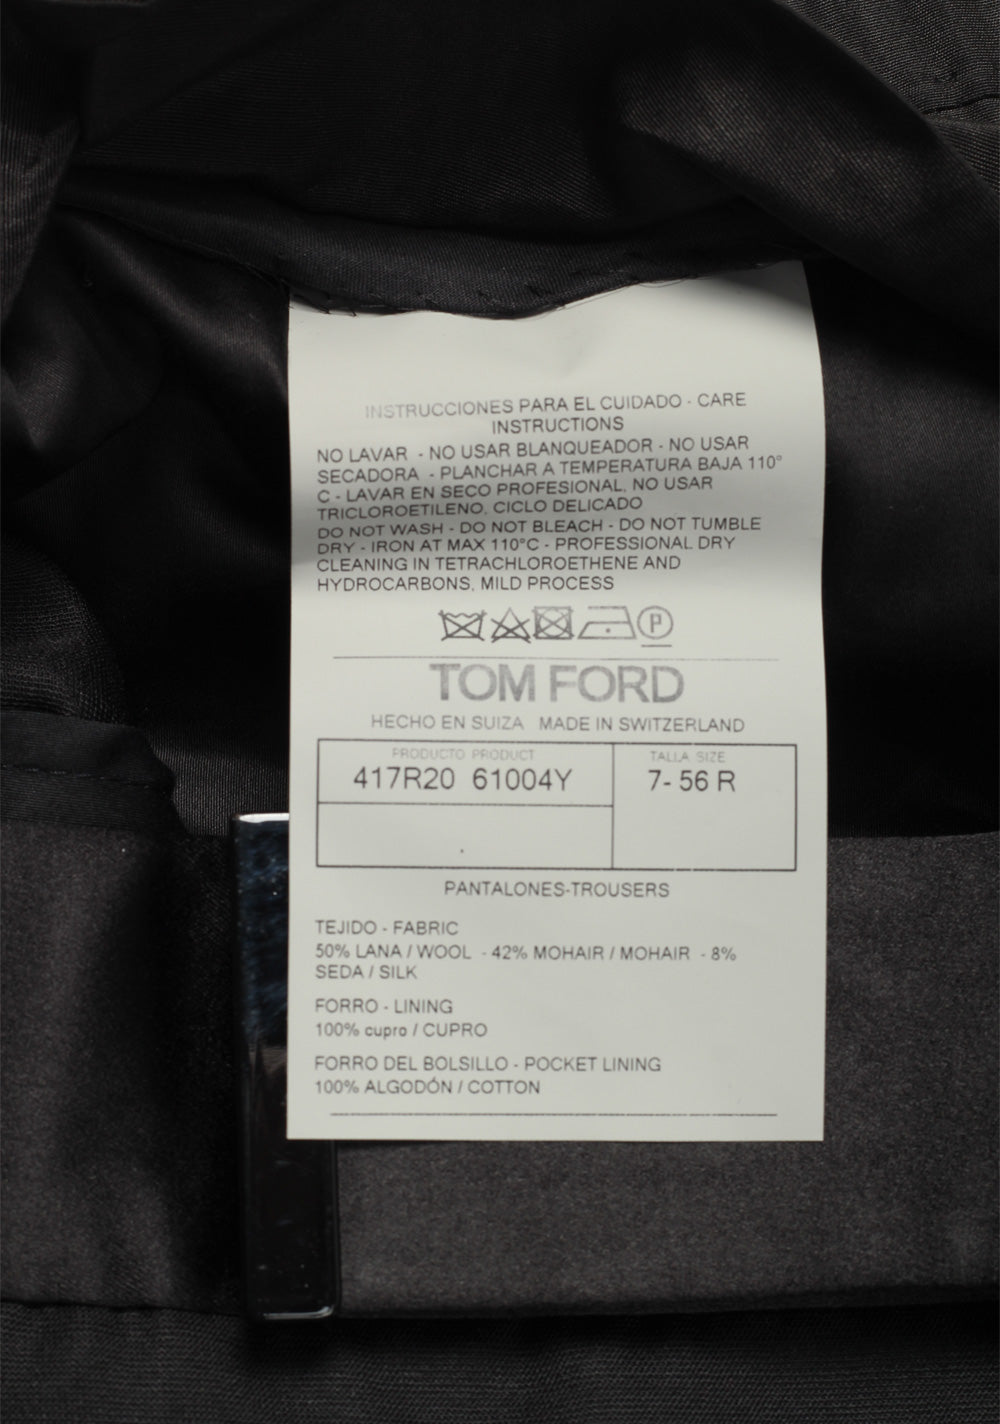 INSTRUCCIONES PARA EL CUIDADO - CARE
INSTRUCTIONS
NO LAVAR - NO USAR BLANQUEADOR - NO USAR
SECADORA - PLANCHAR A TEMPERATURA BAJA 110°
C - LAVAR EN SECO PROFESIONAL, NO USAR
TRICLOROETILENO, CICLO DELICADO
DO NOT WASH - DO NOT BLEACH - DO NOT TUMBLE
DRY - IRON AT MAX 110°C - PROFESSIONAL DRY
CLEANING IN TETRACHLOROETHENE AND
HYDROCARBONS, MILD PROCESS
P
TOM FORD
HECHO EN SUIZA MADE IN SWITZERLAND
PRODUCTO PRODUCT TALLA SIZE
417R20 61004Y 7- 56 R
PANTALONES-TROUSERS
TEJIDO - FABRIC
50% LANA / WOOL - 42% MOHAIR / MOHAIR - 8%
SEDA / SILK
FORRO - LINING
100% cupro / CUPRO
FORRO DEL BOLSILLO - POCKET LINING
100% ALGODÓN / COTTON